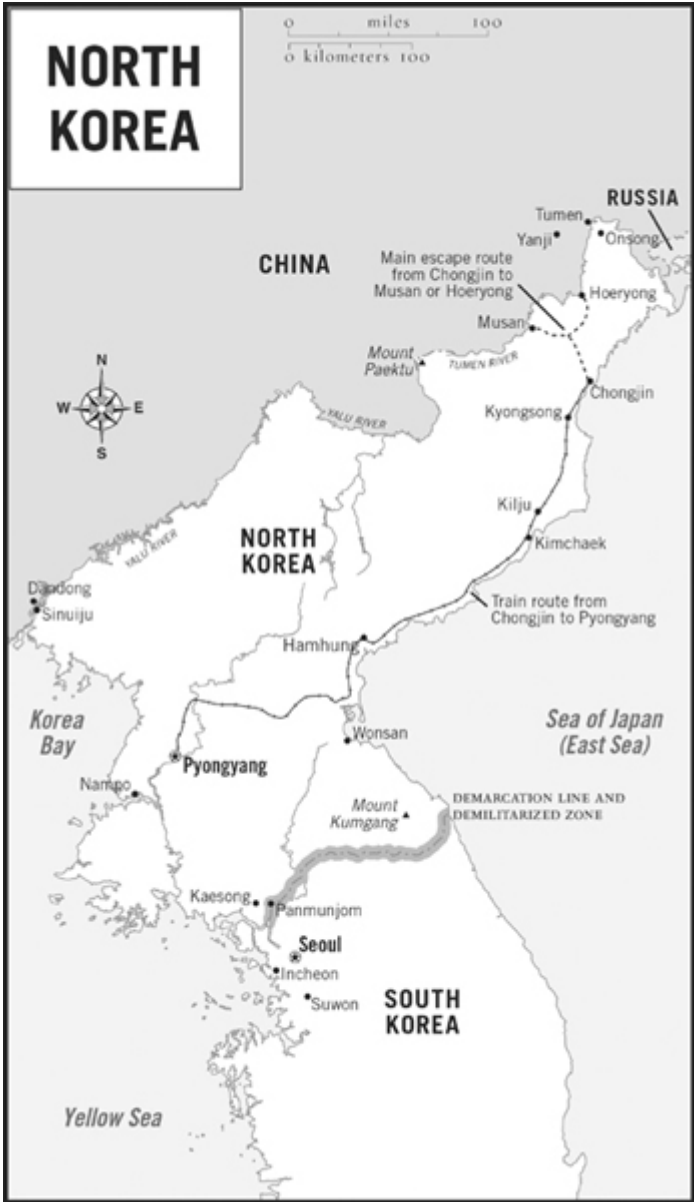 NORTH
KOREA
0 miles 100
0 kilometers 100
RUSSIA
Tumen
Yanji
Onsong
CHINA
Main escape route
from Chongjin to
Musan or Hoeryong
Hoeryong
Musan
Mount
Paektu
TUMEN RIVER
N
W E
S
Chongjin
YALU RIVER
Kyongsong
Kilju
YALU RIVER
NORTH
KOREA
Kimchaek
Dandong
Sinuiju
Train route from
Chongjin to Pyongyang
Hamhung
Korea
Bay
Sea of Japan
(East Sea)
Wonsan
Pyongyang
Nampo
Mount
Kumgang
DEMARCATION LINE AND
DEMILITARIZED ZONE
Kaesong
Panmunjom
Seoul
Incheon
Suwon
SOUTH
KOREA
Yellow Sea